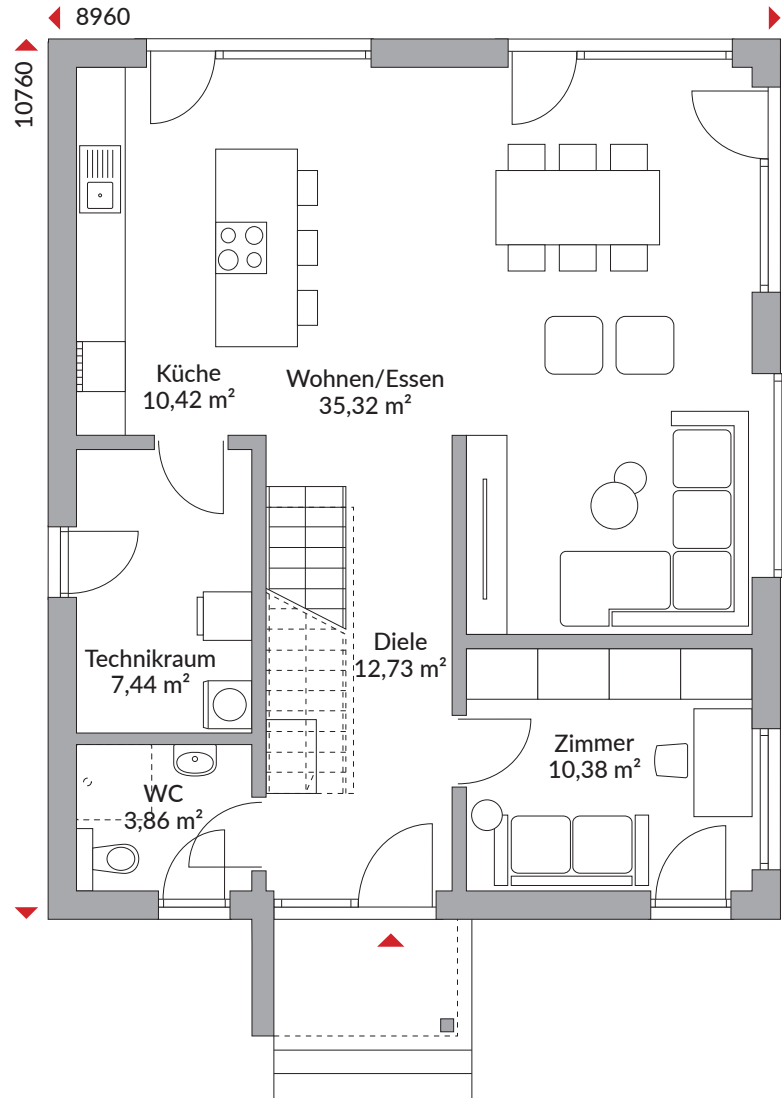 8960
10760
Küche
10,42 m²
Wohnen/Essen
35,32 m²
Diele
12,73 m²
Technikraum
7,44 m²
Zimmer
10,38 m²
WC
3,86 m²